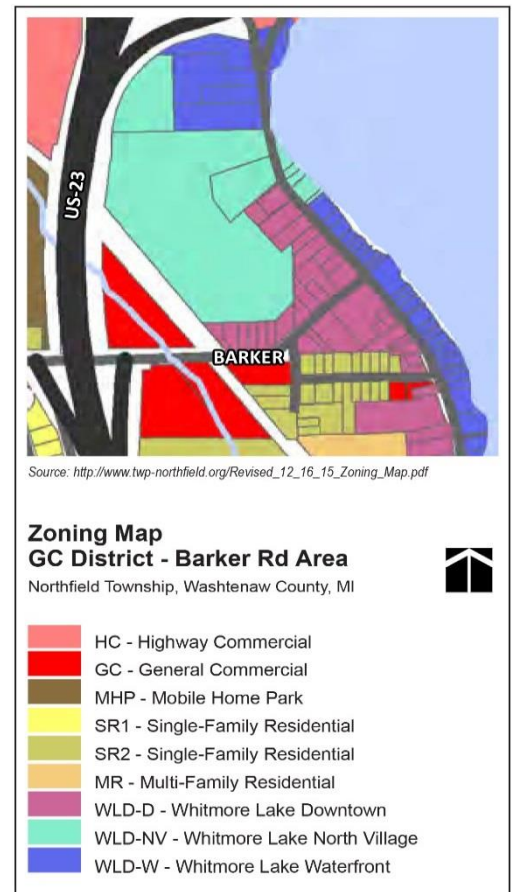 US-23
BARKER
Source: http://www.twp-northfield.org/Revised_12_16_15_Zoning_Map.pdf
Zoning Map
GC District - Barker Rd Area
Northfield Township, Washtenaw County, MI
HC - Highway Commercial
GC - General Commercial
MHP - Mobile Home Park
SR1 - Single-Family Residential
SR2 - Single-Family Residential
MR - Multi-Family Residential
WLD-D - Whitmore Lake Downtown
WLD-NV - Whitmore Lake North Village
WLD-W - Whitmore Lake Waterfront